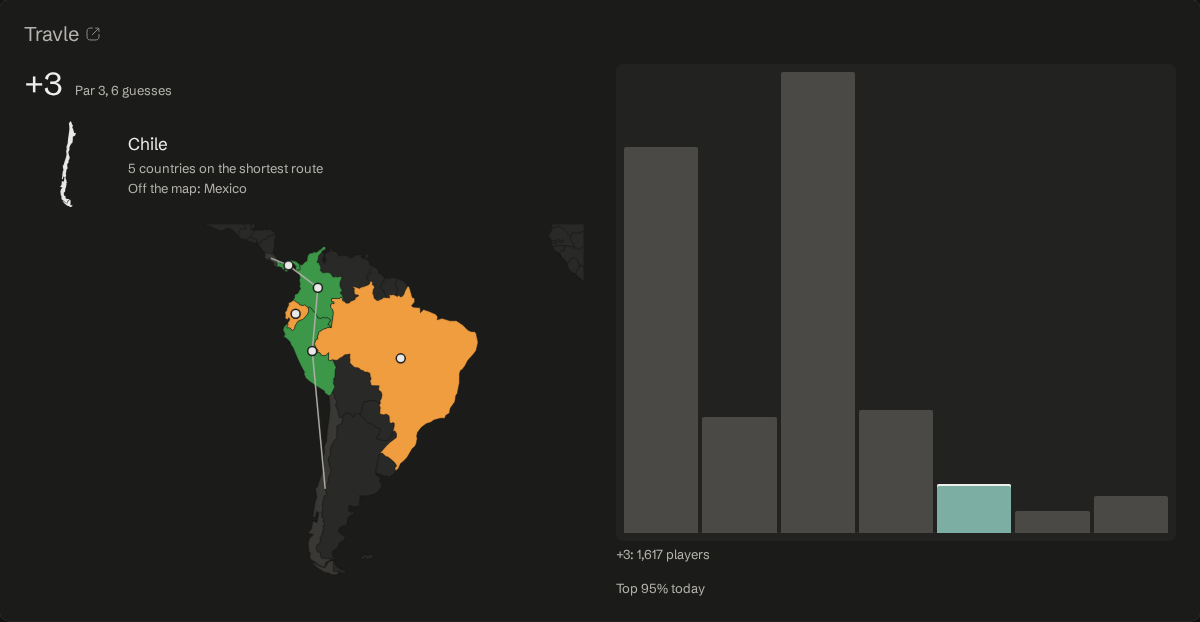 Travle
+3
Par 3, 6 guesses
Chile
5 countries on the shortest route
Off the map: Mexico
+3: 1,617 players
Top 95% today